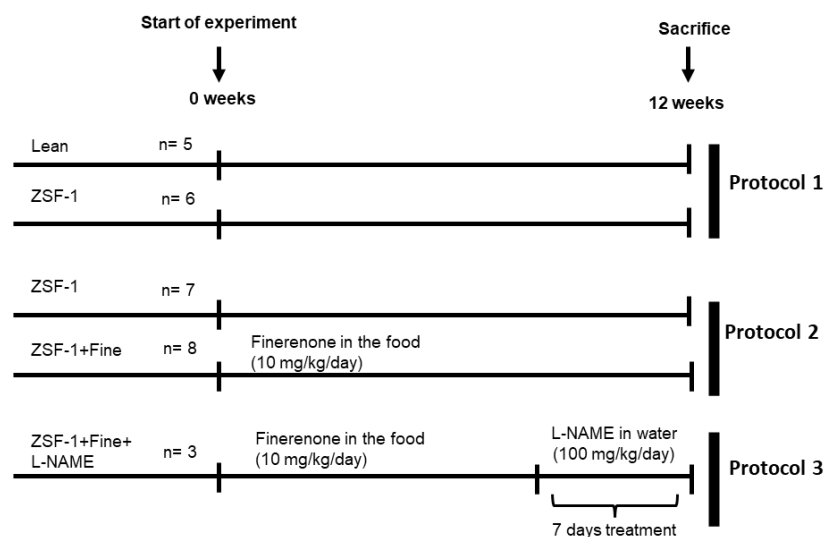 Start of experiment
Sacrifice
0 weeks
12 weeks
Lean
n= 5
Protocol 1
ZSF-1
n= 6
ZSF-1
n= 7
Protocol 2
ZSF-1+Fine
n= 8
Finerenone in the food
(10 mg/kg/day)
ZSF-1+Fine+
L-NAME
n= 3
Finerenone in the food
(10 mg/kg/day)
L-NAME in water
(100 mg/kg/day)
Protocol 3
7 days treatment